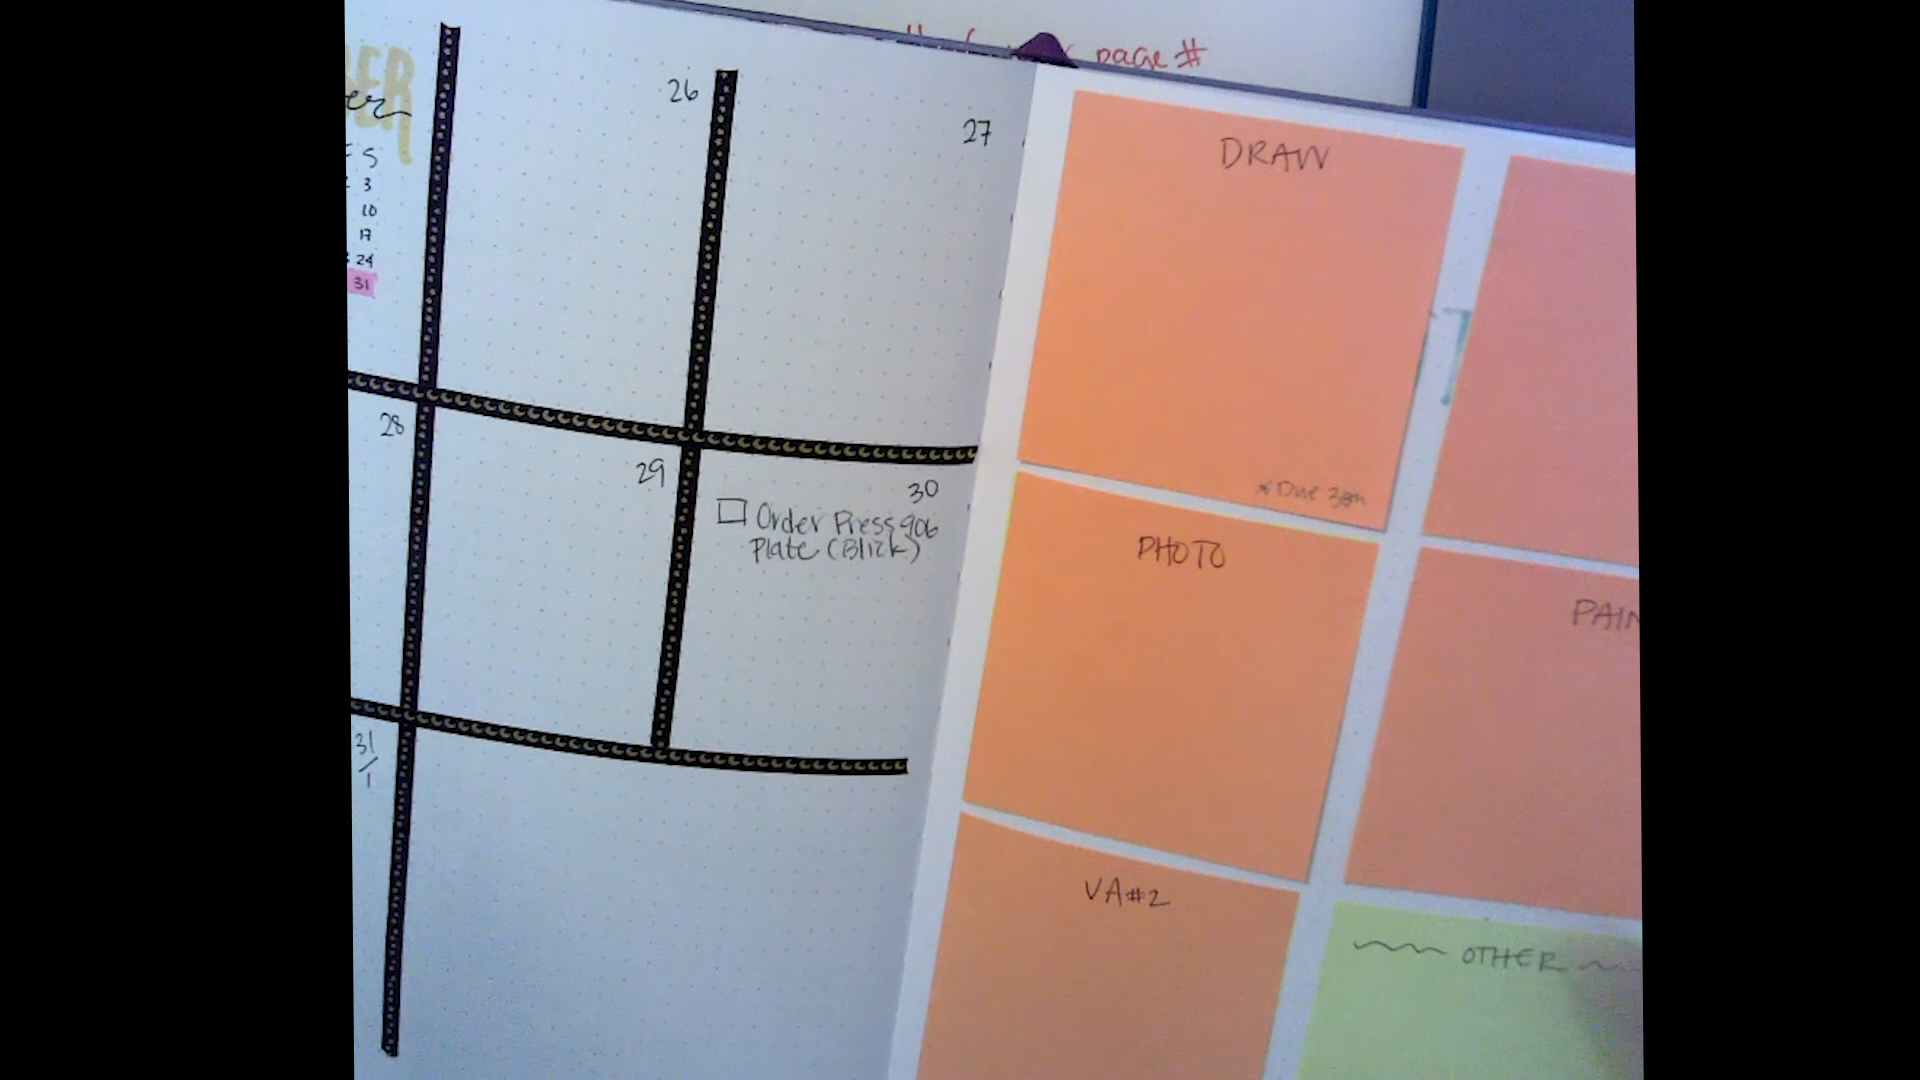 page #
BER
er
F S
3
10
17
24
31
26
27
28
29
30
Order Press 906
Plate (Blick)
31
/
1
DRAW
*Due 3pm
PHOTO
PAIN
VA#2
OTHER